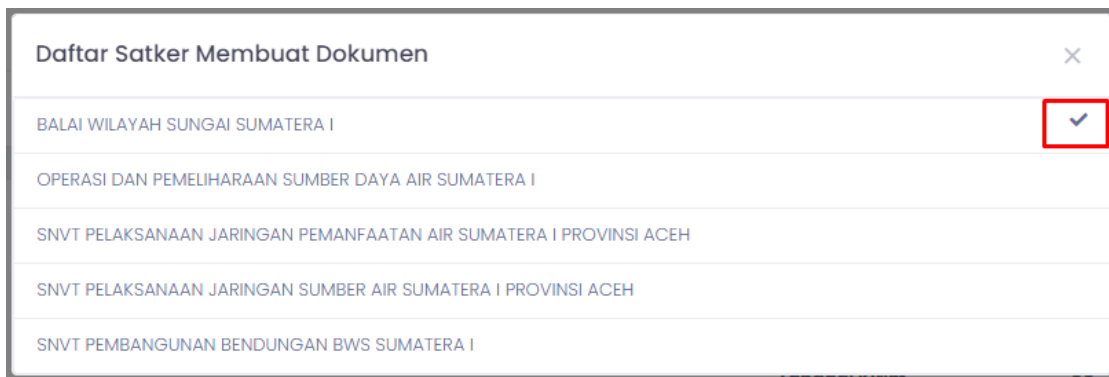 Daftar Satker Membuat Dokumen
BALAI WILAYAH SUNGAI SUMATERA I
OPERASI DAN PEMELIHARAAN SUMBER DAYA AIR SUMATERA I
SNVT PELAKSANAAN JARINGAN PEMANFAATAN AIR SUMATERA I PROVINSI ACEH
SNVT PELAKSANAAN JARINGAN SUMBER AIR SUMATERA I PROVINSI ACEH
SNVT PEMBANGUNAN BENDUNGAN BWS SUMATERA I